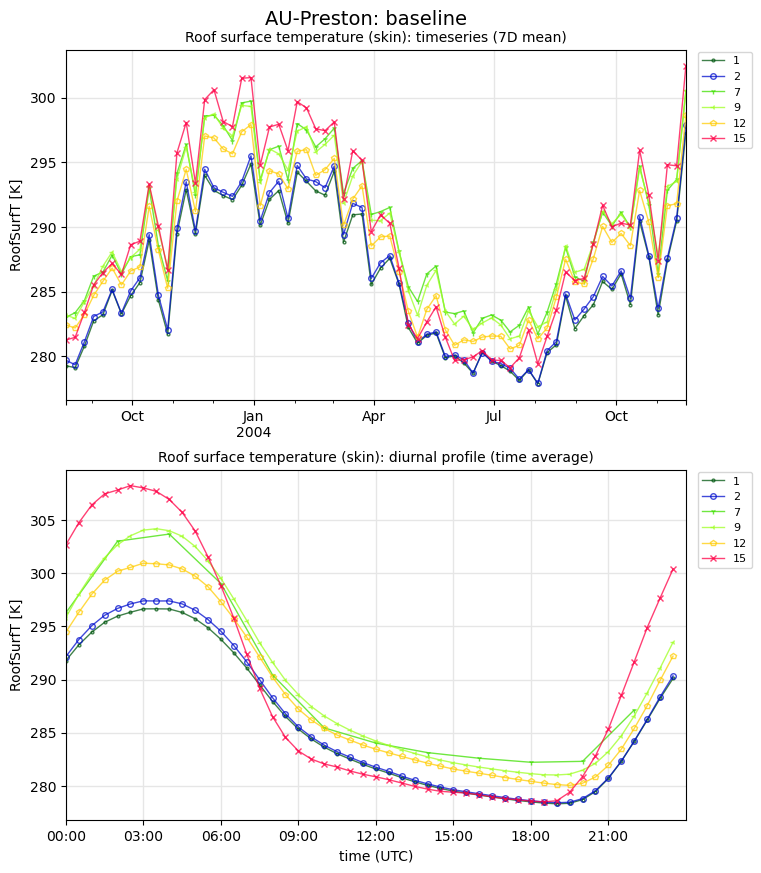 AU-Preston: baseline
Roof surface temperature (skin): timeseries (7D mean)
RoofSurfT [K]
300
295
290
285
280
Oct
Jan
2004
Apr
Jul
Oct
1
2
7
9
12
15
Roof surface temperature (skin): diurnal profile (time average)
RoofSurfT [K]
305
300
295
290
285
280
00:00
03:00
06:00
09:00
12:00
15:00
18:00
21:00
time (UTC)
1
2
7
9
12
15